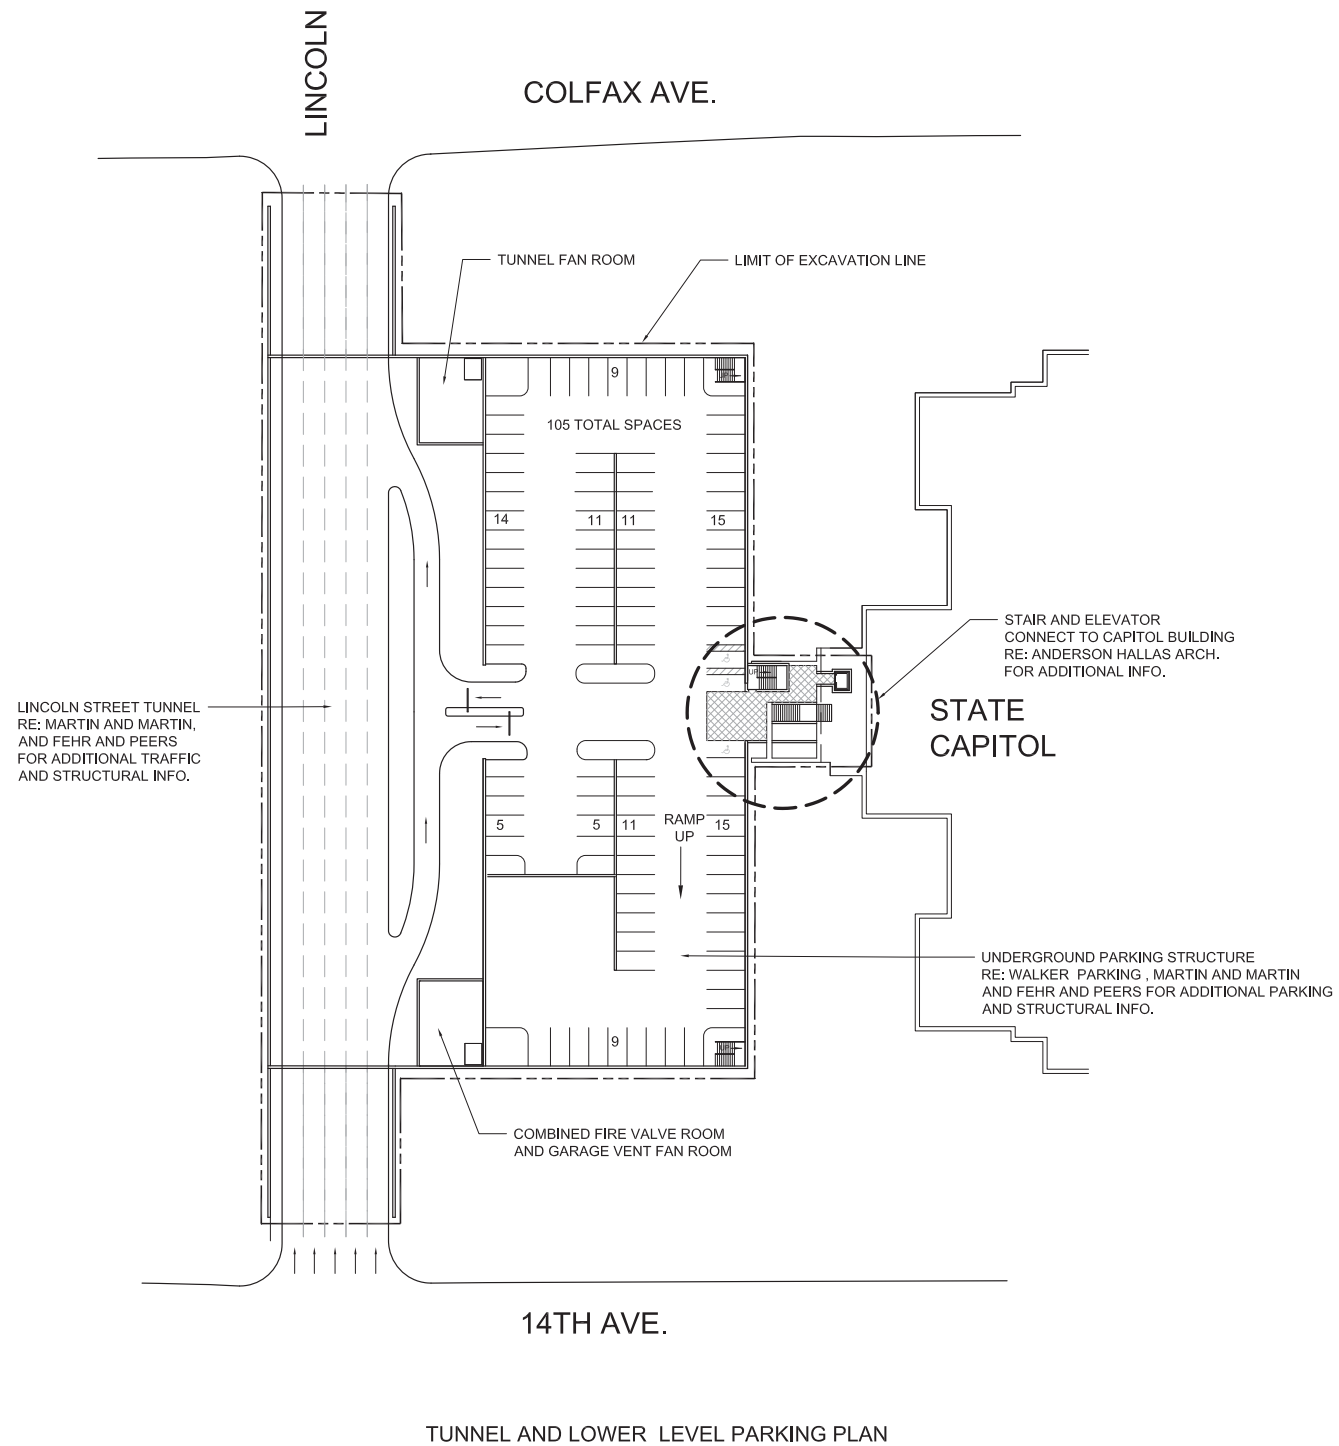 LINCOLN
COLFAX AVE.
TUNNEL FAN ROOM
LIMIT OF EXCAVATION LINE
9
UP
105 TOTAL SPACES
14
11
11
15
STAIR AND ELEVATOR
CONNECT TO CAPITOL BUILDING
RE: ANDERSON HALLAS ARCH.
FOR ADDITIONAL INFO.
UP
LINCOLN STREET TUNNEL
RE: MARTIN AND MARTIN,
AND FEHR AND PEERS
FOR ADDITIONAL TRAFFIC
AND STRUCTURAL INFO.
STATE
CAPITOL
5
5
11
RAMP
UP
15
UNDERGROUND PARKING STRUCTURE
RE: WALKER PARKING , MARTIN AND MARTIN
AND FEHR AND PEERS FOR ADDITIONAL PARKING
AND STRUCTURAL INFO.
9
UP
COMBINED FIRE VALVE ROOM
AND GARAGE VENT FAN ROOM
14TH AVE.
TUNNEL AND LOWER LEVEL PARKING PLAN